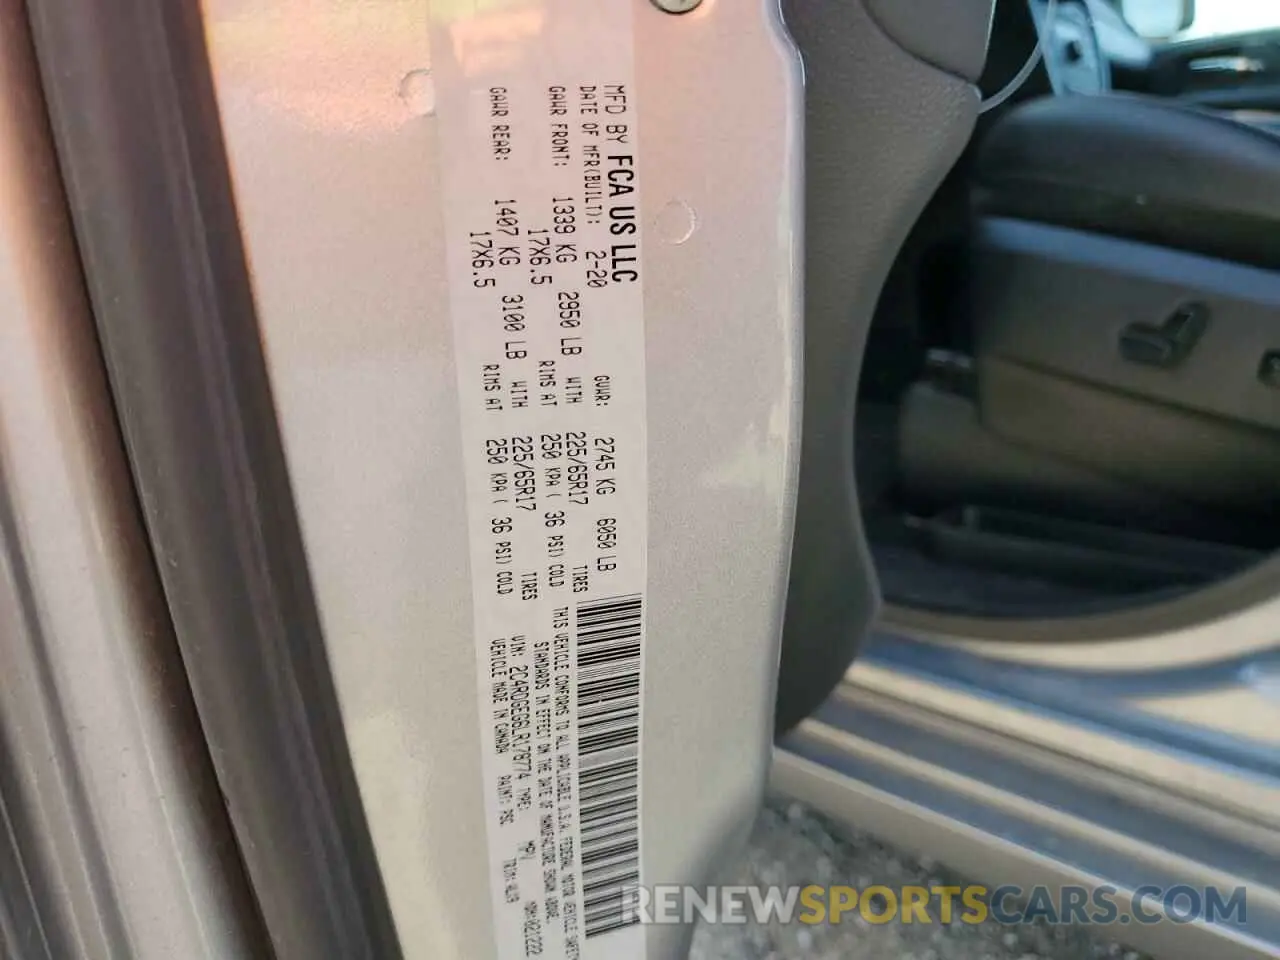 MFD BY FCA US LLC
DATE OF MFR(BUILT): 2-20 GVWR: 2745 KG 6050 LB
GAWR FRONT: 1339 KG 2950 LB WITH 225/65R17 TIRES
17X6.5 RIMS AT 250 KPA ( 36 PSI) COLD
GAWR REAR: 1407 KG 3100 LB WITH 225/65R17 TIRES
17X6.5 RIMS AT 250 KPA ( 36 PSI) COLD
THIS VEHICLE CONFORMS TO ALL APPLICABLE U.S.A. FEDERAL MOTOR VEHICLE
STANDARDS IN EFFECT ON THE DATE OF MANUFACTURE SHOWN ABOVE.
VIN: 2C4RDGEG6LR178774 TYPE: MPV MDH:021222
VEHICLE MADE IN CANADA PAINT: PSC TRIM:
RENEWSPORTSCARS.COM